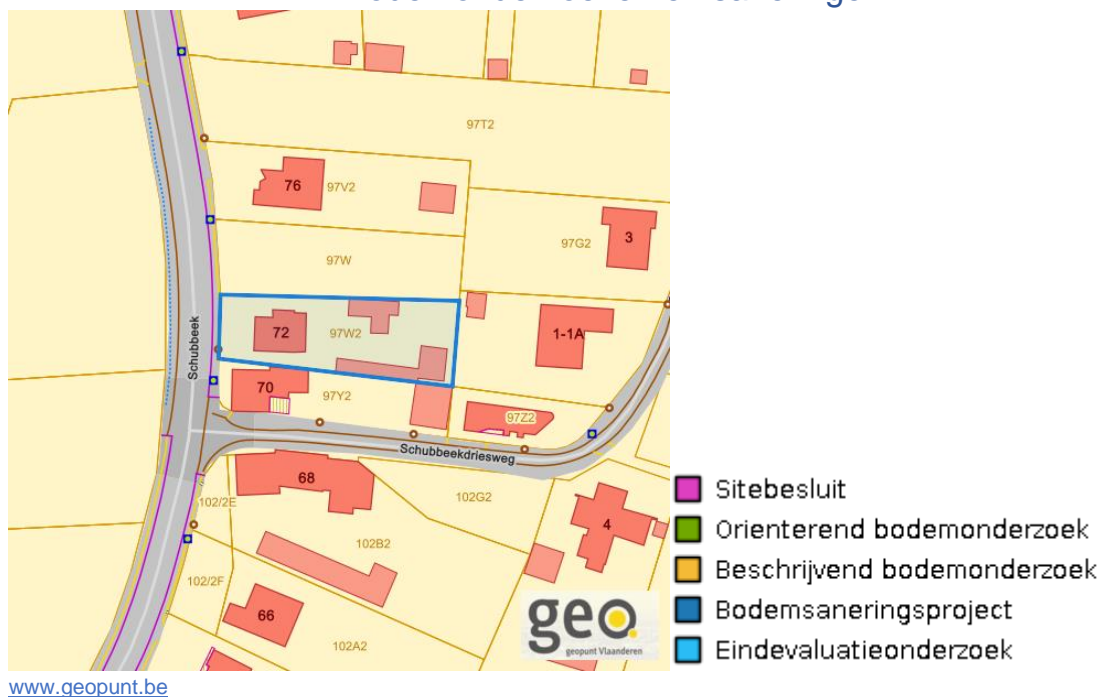 97T2
76
97V2
3
97G2
97W
72
97W2
1-1A
Schubbeek
70
97Y2
97Z2
Schubbeekdriesweg
68
102G2
102/2E
4
102B2
102/2F
66
102A2
geo
geopunt Vlaanderen
Sitebesluit
Orienterend bodemonderzoek
Beschrijvend bodemonderzoek
Bodemsaneringsproject
Eindevaluatieonderzoek
www.geopunt.be